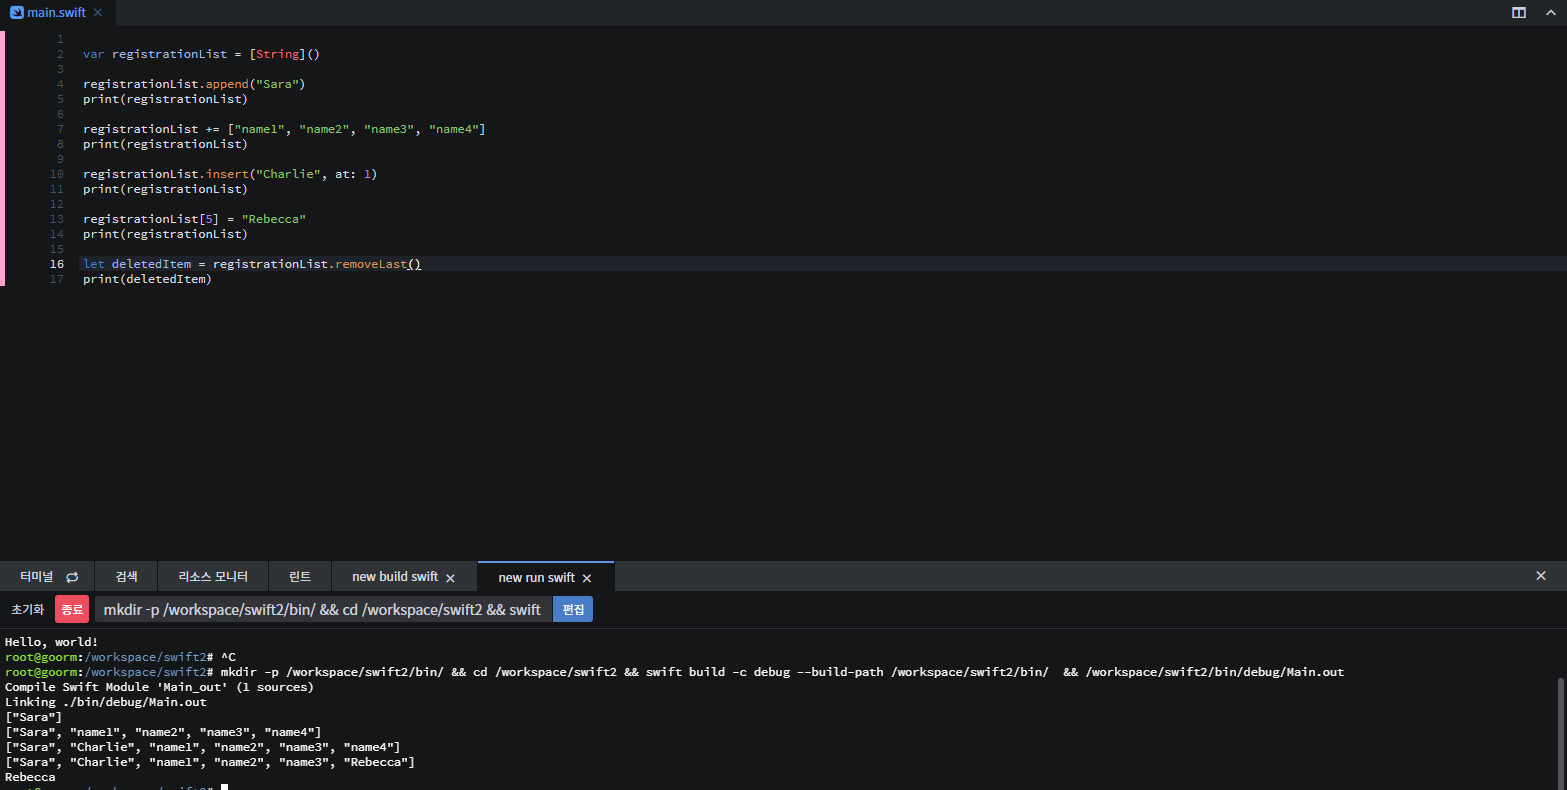 main.swift
1
2 var registrationList = [String]()
3
4 registrationList.append("Sara")
5 print(registrationList)
6
7 registrationList += ["name1", "name2", "name3", "name4"]
8 print(registrationList)
9
10 registrationList.insert("Charlie", at: 1)
11 print(registrationList)
12
13 registrationList[5] = "Rebecca"
14 print(registrationList)
15
16 let deletedItem = registrationList.removeLast()
17 print(deletedItem)
터미널 검색 리소스 모니터 린트 new build swift new run swift
초기화 종료 mkdir -p /workspace/swift2/bin/ && cd /workspace/swift2 && swift 편집
Hello, world!
root@goorm:/workspace/swift2# ^C
root@goorm:/workspace/swift2# mkdir -p /workspace/swift2/bin/ && cd /workspace/swift2 && swift build -c debug --build-path /workspace/swift2/bin/  && /workspace/swift2/bin/debug/Main.out
Compile Swift Module 'Main_out' (1 sources)
Linking ./bin/debug/Main.out
["Sara"]
["Sara", "name1", "name2", "name3", "name4"]
["Sara", "Charlie", "name1", "name2", "name3", "name4"]
["Sara", "Charlie", "name1", "name2", "name3", "Rebecca"]
Rebecca